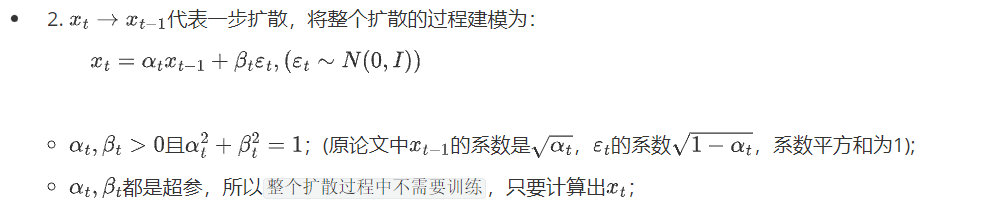 • 2. $x_t \to x_{t-1}$代表一步扩散，将整个扩散的过程建模为：
$x_t = \alpha_t x_{t-1} + \beta_t \varepsilon_t, (\varepsilon_t \sim N(0, I))$
◦ $\alpha_t, \beta_t > 0$且$\alpha_t^2 + \beta_t^2 = 1$；(原论文中$x_{t-1}$的系数是$\sqrt{\alpha_t}$，$\varepsilon_t$的系数$\sqrt{1 - \alpha_t}$，系数平方和为1);
◦ $\alpha_t, \beta_t$都是超参，所以整个扩散过程中不需要训练，只要计算出$x_t$；